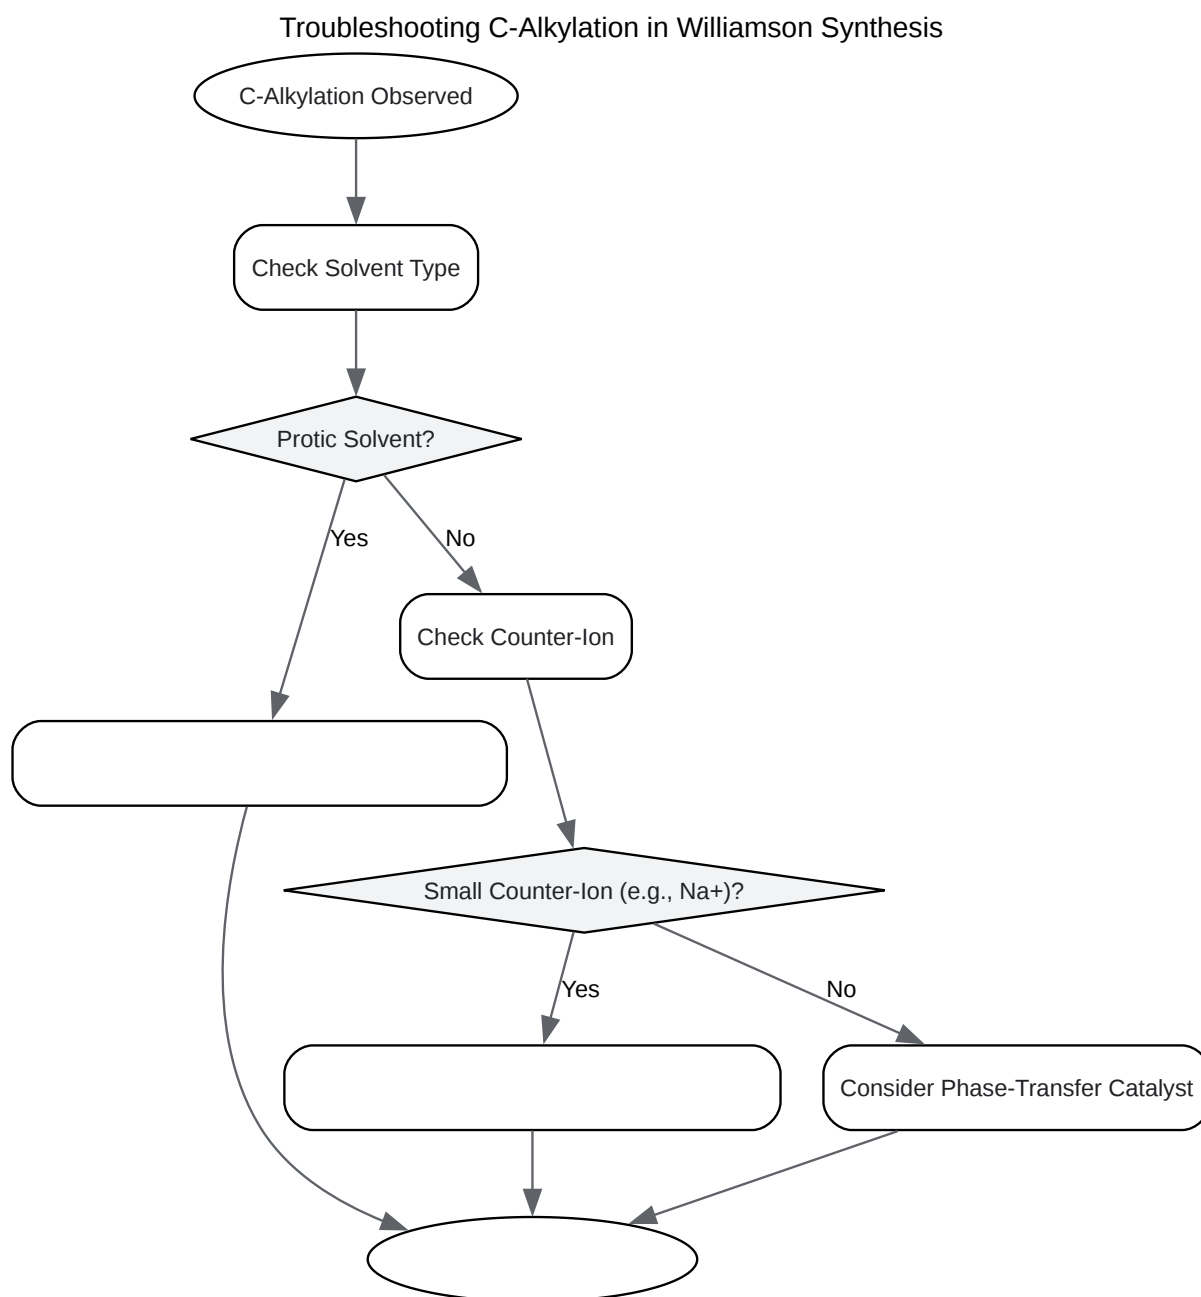 Troubleshooting C-Alkylation in Williamson Synthesis
C-Alkylation Observed
Check Solvent Type
Protic Solvent?
Yes
No
Check Counter-Ion
Small Counter-Ion (e.g., Na+)?
Yes
No
Consider Phase-Transfer Catalyst